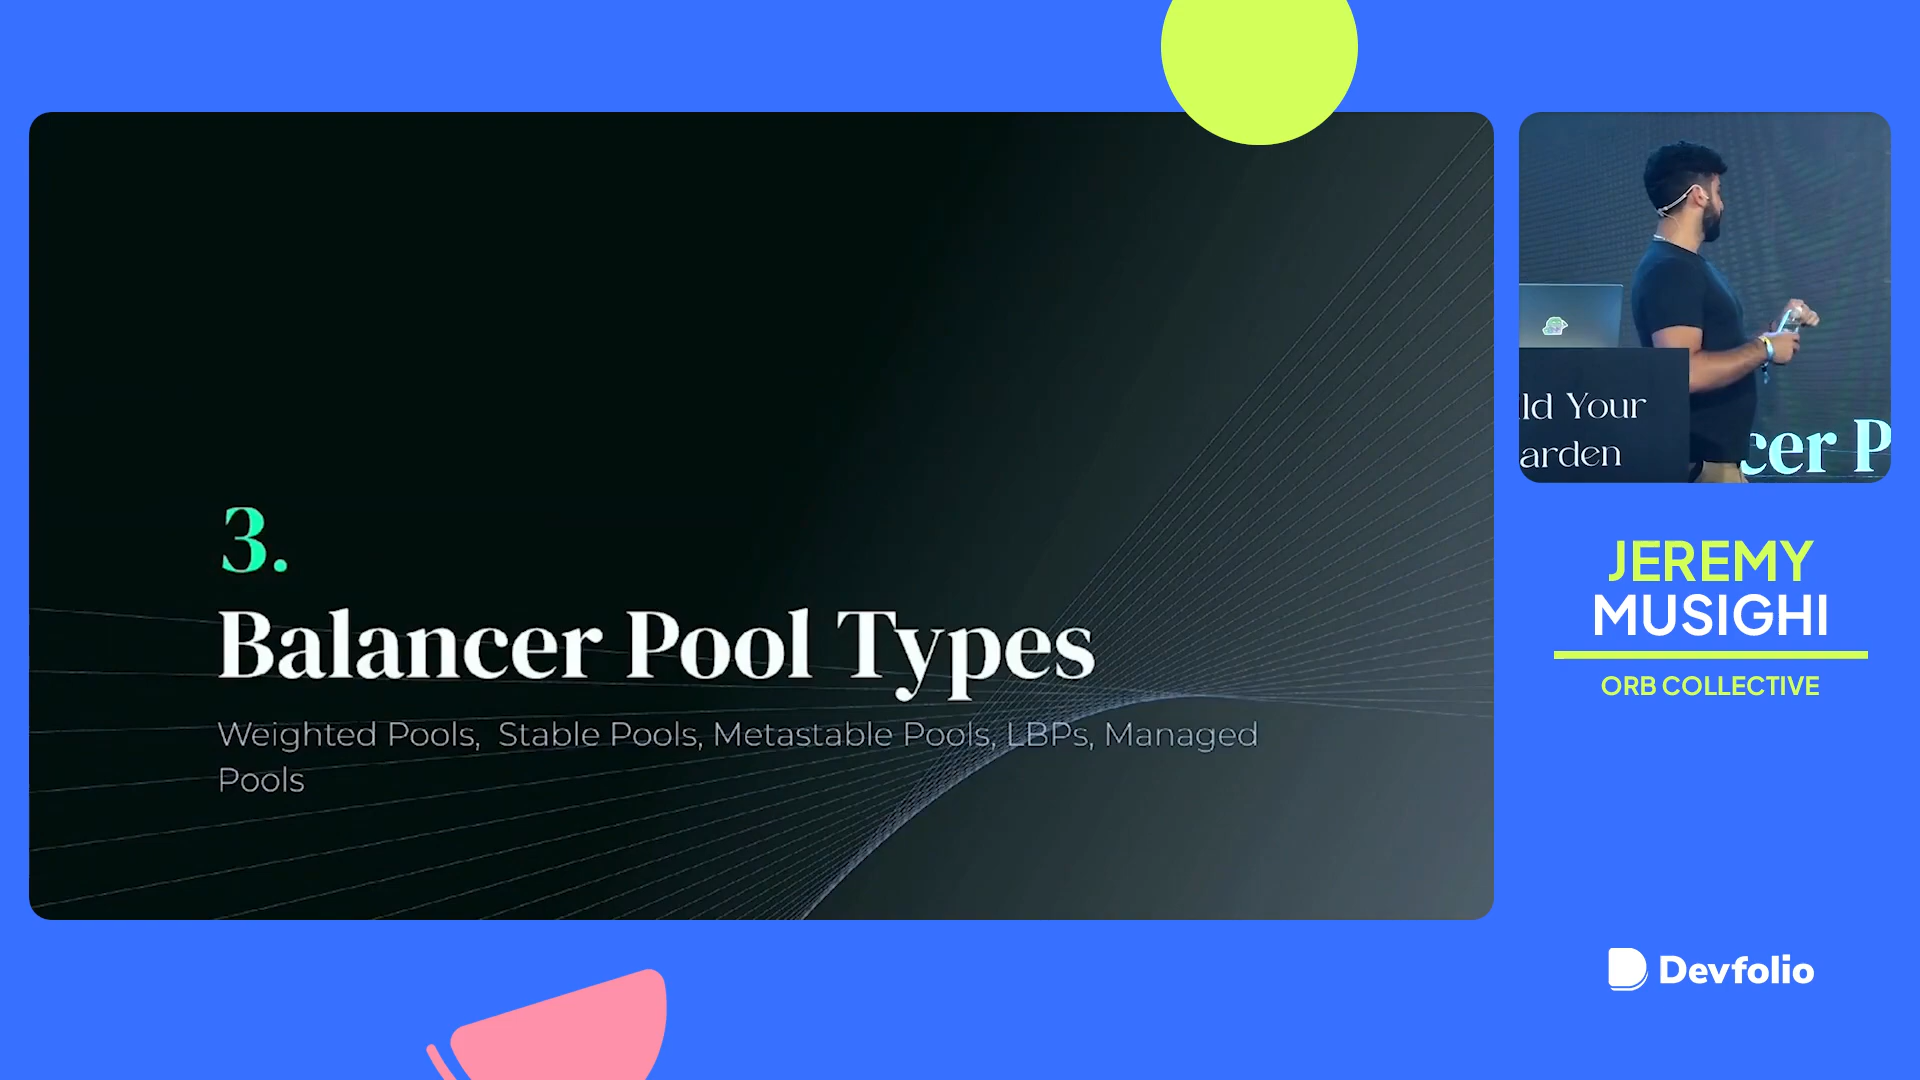 3.
Balancer Pool Types
Weighted Pools, Stable Pools, Metastable Pools, LBPs, Managed
Pools
ld Your
arden
cer P
JEREMY
MUSIGHI
ORB COLLECTIVE
Devfolio